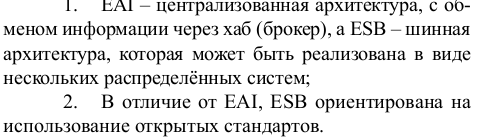 1. EAI – централизованная архитектура, с об-
меном информации через хаб (брокер), а ESB – шинная
архитектура, которая может быть реализована в виде
нескольких распределённых систем;
2. В отличие от EAI, ESB ориентирована на
использование открытых стандартов.